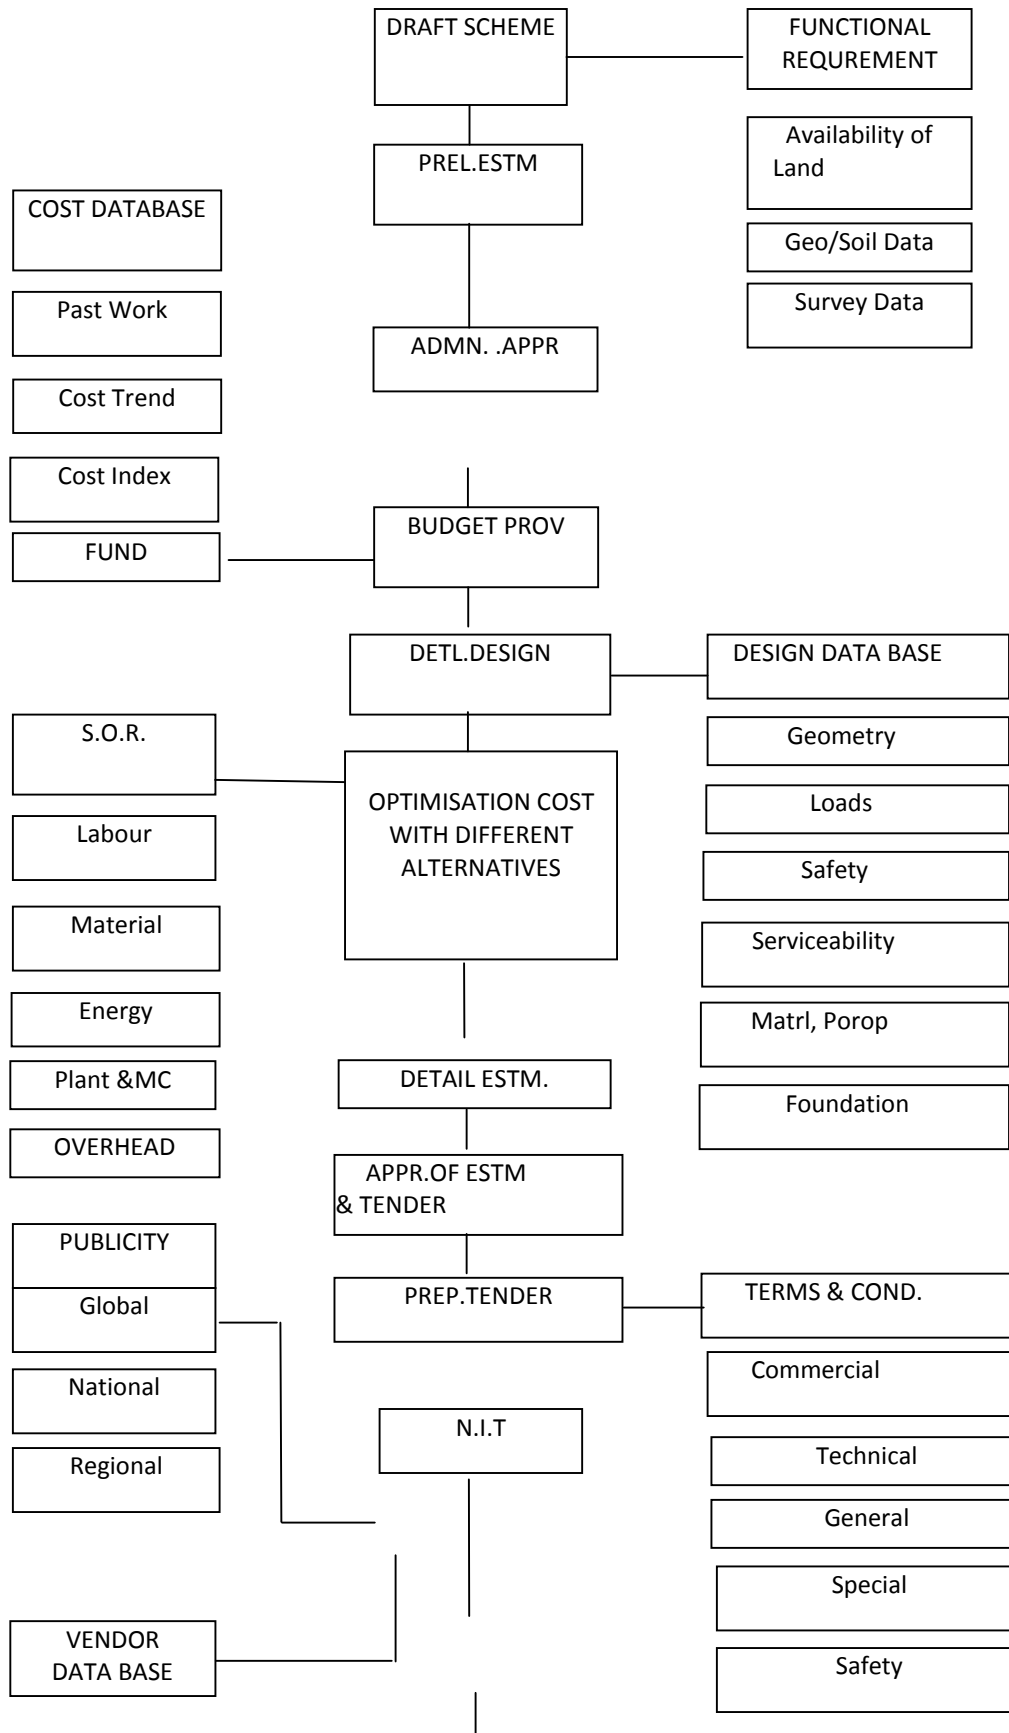 DRAFT SCHEME
FUNCTIONAL
REQUREMENT
Availability of
Land
PREL.ESTM
COST DATABASE
Geo/Soil Data
Survey Data
Past Work
ADMN. .APPR
Cost Trend
Cost Index
BUDGET PROV
FUND
DETL.DESIGN
DESIGN DATA BASE
S.O.R.
Geometry
OPTIMISATION COST
WITH DIFFERENT
ALTERNATIVES
Loads
Labour
Safety
Material
Serviceability
Energy
Matrl, Porop
Plant &MC
DETAIL ESTM.
Foundation
OVERHEAD
APPR.OF ESTM
& TENDER
PUBLICITY
Global
PREP.TENDER
TERMS & COND.
Commercial
National
N.I.T
Technical
Regional
General
Special
VENDOR
DATA BASE
Safety